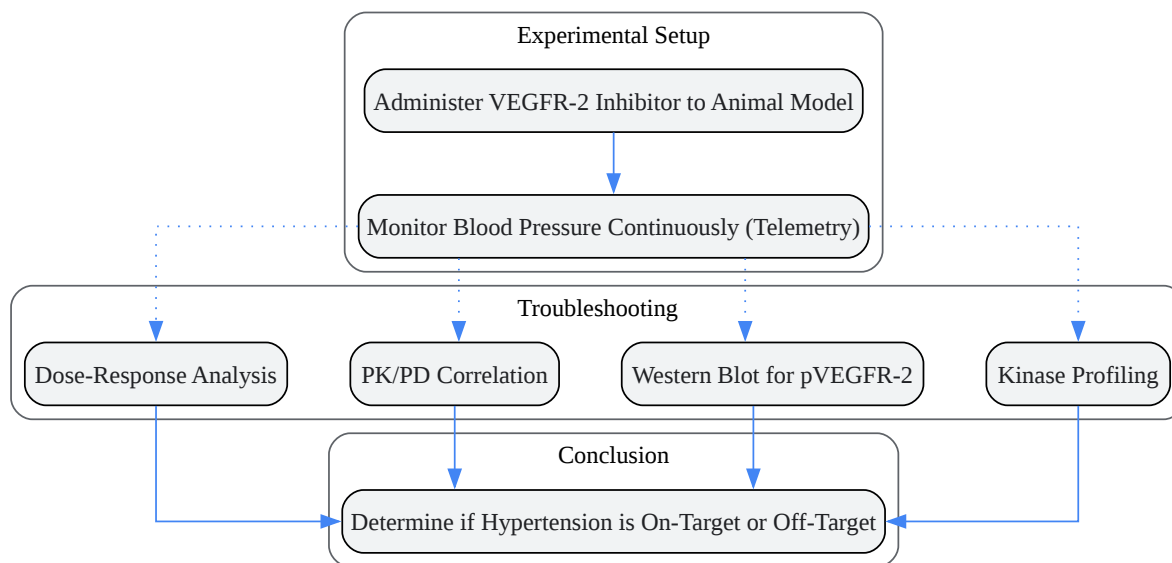 Experimental Setup
Administer VEGFR-2 Inhibitor to Animal Model
Monitor Blood Pressure Continuously (Telemetry)
Troubleshooting
Dose-Response Analysis
PK/PD Correlation
Western Blot for pVEGFR-2
Kinase Profiling
Conclusion
Determine if Hypertension is On-Target or Off-Target